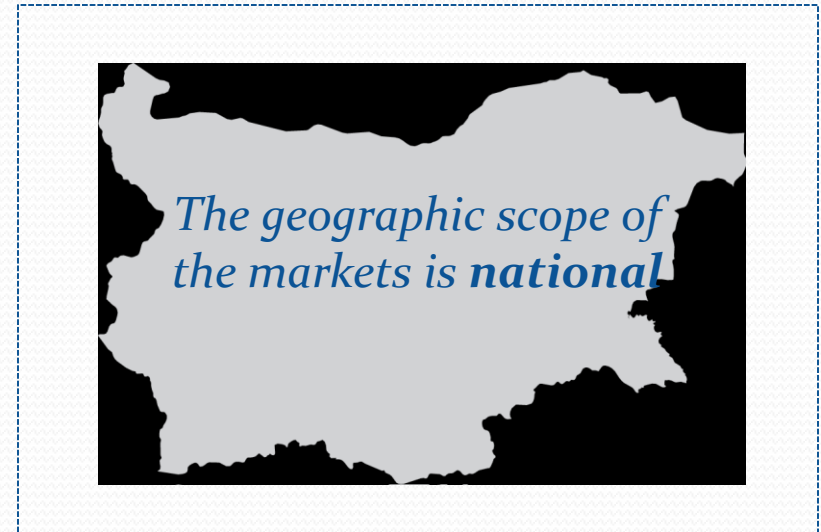 The geographic scope of
the markets is national